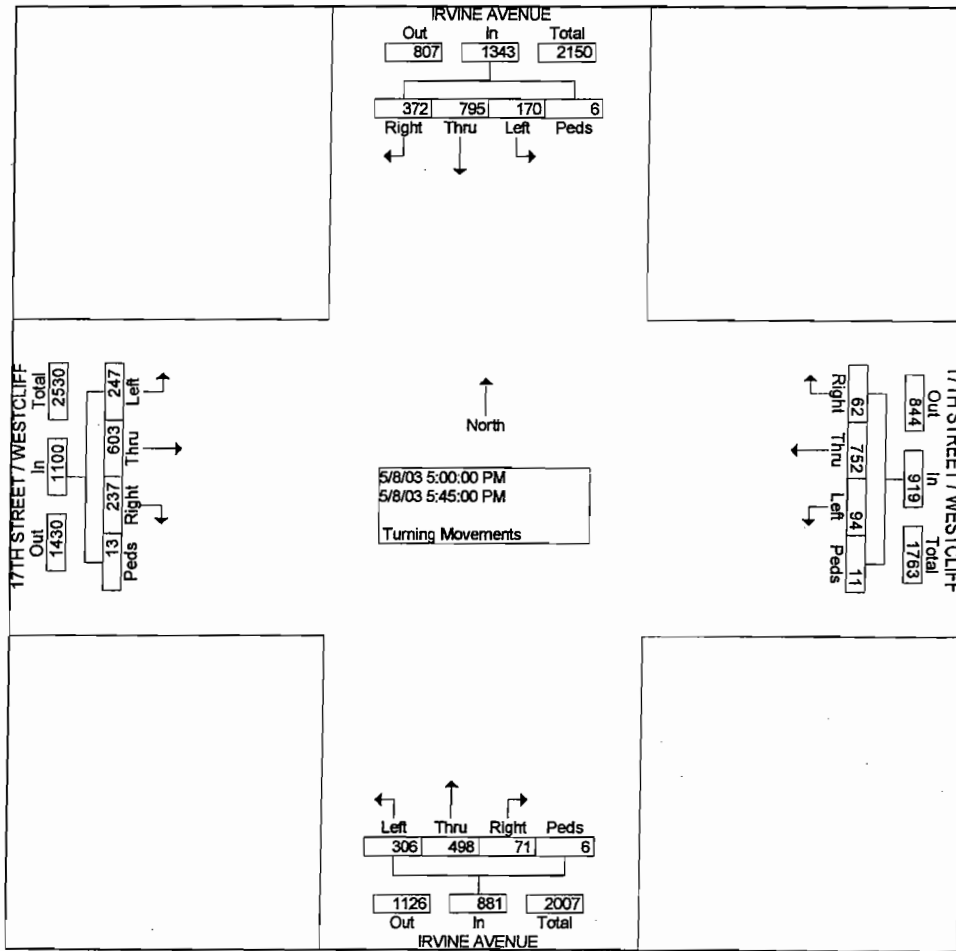 IRVINE AVENUE
Out In Total
807 1343 2150
372 795 170 6
Right Thru Left Peds
17TH STREET / WESTCLIFF
Out In Total
1430 1100 2530
13 237 603 247
Peds Right Thru Left
North
5/8/03 5:00:00 PM
5/8/03 5:45:00 PM
Turning Movements
17TH STREET / WESTCLIFF
Out In Total
844 919 1763
62 752 94 11
Right Thru Left Peds
Left Thru Right Peds
306 498 71 6
1126 881 2007
Out In Total
IRVINE AVENUE